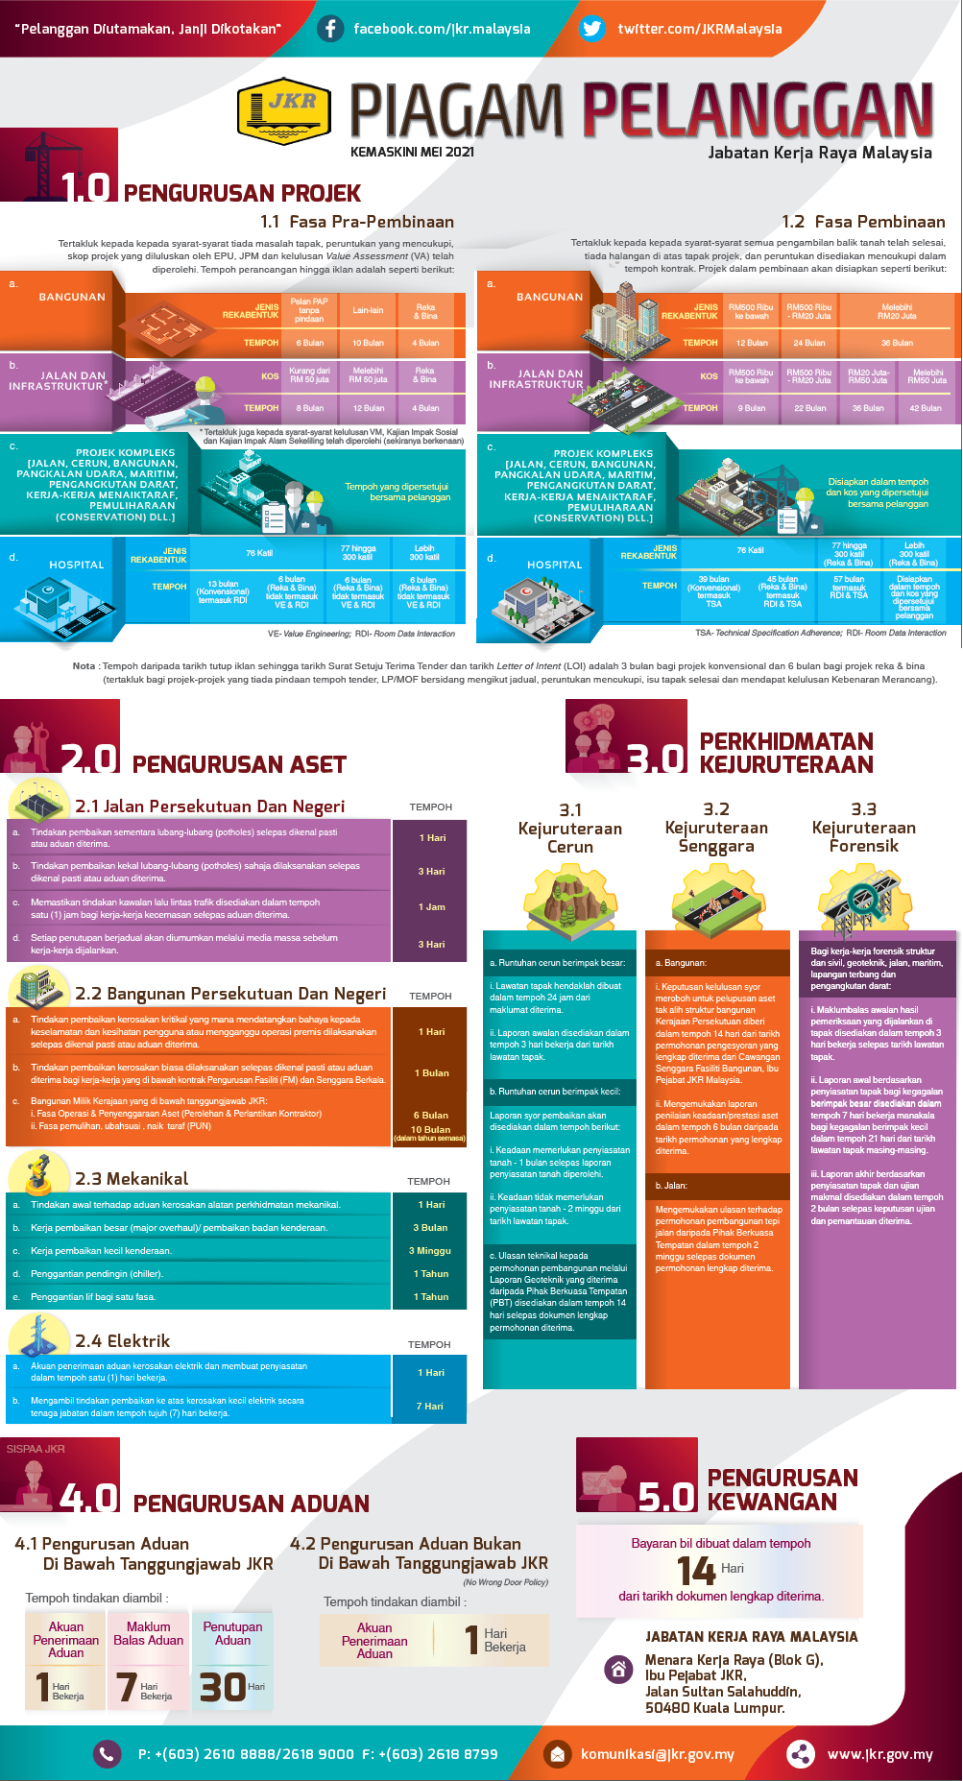 "Pelanggan Diutamakan, Janji Dikotakan"
facebook.com/jkr.malaysia
twitter.com/JKRMalaysia
JKR
PIAGAM PELANGGAN
KEMASKINI MEI 2021
Jabatan Kerja Raya Malaysia
1.0 PENGURUSAN PROJEK
1.1 Fasa Pra-Pembinaan
Tertakluk kepada kepada syarat-syarat tiada masalah tapak, peruntukan yang mencukupi,
skop projek yang diluluskan oleh EPU, JPM dan kelulusan Value Assessment (VA) telah
diperolehi. Tempoh perancangan hingga iklan adalah seperti berikut:
a.
BANGUNAN
JENIS
REKABENTUK
Pelan PAP
tanpa
pindaan
Lain-lain
Reka
& Bina
TEMPOH
6 Bulan
10 Bulan
4 Bulan
b.
JALAN DAN
INFRASTRUKTUR*
KOS
Kurang dari
RM 50 juta
Melebihi
RM 50 juta
Reka
& Bina
TEMPOH
8 Bulan
12 Bulan
4 Bulan
* Tertakluk juga kepada syarat-syarat kelulusan VM, Kajian Impak Sosial
dan Kajian Impak Alam Sekeliling telah diperolehi (sekiranya berkenaan)
c.
PROJEK KOMPLEKS
[JALAN, CERUN, BANGUNAN,
PANGKALAN UDARA, MARITIM,
PENGANGKUTAN DARAT,
KERJA-KERJA MENAIKTARAF,
PEMULIHARAAN
(CONSERVATION) DLL.]
Tempoh yang dipersetujui
bersama pelanggan
d.
HOSPITAL
JENIS
REKABENTUK
76 Katil
77 hingga
300 katil
Lebih
300 katil
TEMPOH
13 bulan
(Konvensional)
termasuk RDI
6 bulan
(Reka & Bina)
tidak termasuk
VE & RDI
6 bulan
(Reka & Bina)
tidak termasuk
VE & RDI
6 bulan
(Reka & Bina)
tidak termasuk
VE & RDI
VE- Value Engineering; RDI- Room Data Interaction
1.2 Fasa Pembinaan
Tertakluk kepada kepada syarat-syarat semua pengambilan balik tanah telah selesai,
tiada halangan di atas tapak projek, dan peruntukan disediakan mencukupi dalam
tempoh kontrak. Projek dalam pembinaan akan disiapkan seperti berikut:
a.
BANGUNAN
JENIS
REKABENTUK
RM500 Ribu
ke bawah
RM500 Ribu
- RM20 Juta
Melebihi
RM20 Juta
TEMPOH
12 Bulan
24 Bulan
36 Bulan
b.
JALAN DAN
INFRASTRUKTUR
KOS
RM500 Ribu
ke bawah
RM500 Ribu
- RM20 Juta
RM20 Juta-
RM50 Juta
Melebihi
RM50 Juta
TEMPOH
9 Bulan
22 Bulan
36 Bulan
42 Bulan
c.
PROJEK KOMPLEKS
[JALAN, CERUN, BANGUNAN,
PANGKALAN UDARA, MARITIM,
PENGANGKUTAN DARAT,
KERJA-KERJA MENAIKTARAF,
PEMULIHARAAN
(CONSERVATION) DLL.]
Disiapkan dalam tempoh
dan kos yang dipersetujui
bersama pelanggan
d.
HOSPITAL
JENIS
REKABENTUK
76 Katil
77 hingga
300 katil
(Reka & Bina)
Lebih
300 katil
(Reka & Bina)
TEMPOH
39 bulan
(Konvensional)
termasuk
TSA
45 bulan
(Reka & Bina)
termasuk
RDI & TSA
57 bulan
termasuk
RDI & TSA
Disiapkan
dalam tempoh
dan kos yang
dipersetujui
bersama
pelanggan
TSA- Technical Specification Adherence; RDI- Room Data Interaction
Nota : Tempoh daripada tarikh tutup iklan sehingga tarikh Surat Setuju Terima Tender dan tarikh Letter of Intent (LOI) adalah 3 bulan bagi projek konvensional dan 6 bulan bagi projek reka & bina
(tertakluk bagi projek-projek yang tiada pindaan tempoh tender, LP/MOF bersidang mengikut jadual, peruntukan mencukupi, isu tapak selesai dan mendapat kelulusan Kebenaran Merancang).
2.0 PENGURUSAN ASET
2.1 Jalan Persekutuan Dan Negeri
TEMPOH
a. Tindakan pembaikan sementara lubang-lubang (potholes) selepas dikenal pasti
atau aduan diterima.
1 Hari
b. Tindakan pembaikan kekal lubang-lubang (potholes) sahaja dilaksanakan selepas
dikenal pasti atau aduan diterima.
3 Hari
c. Memastikan tindakan kawalan lalu lintas trafik disediakan dalam tempoh
satu (1) jam bagi kerja-kerja kecemasan selepas aduan diterima.
1 Jam
d. Setiap penutupan berjadual akan diumumkan melalui media massa sebelum
kerja-kerja dijalankan.
3 Hari
2.2 Bangunan Persekutuan Dan Negeri
TEMPOH
a. Tindakan pembaikan kerosakan kritikal yang mana mendatangkan bahaya kepada
keselamatan dan kesihatan pengguna atau mengganggu operasi premis dilaksanakan
selepas dikenal pasti atau aduan diterima.
1 Hari
b. Tindakan pembaikan kerosakan biasa dilaksanakan selepas dikenal pasti atau aduan
diterima bagi kerja-kerja yang di bawah kontrak Pengurusan Fasiliti (FM) dan Senggara Berkala.
1 Bulan
c. Bangunan Milik Kerajaan yang di bawah tanggungjawab JKR:
i. Fasa Operasi & Penyenggaraan Aset (Perolehan & Perlantikan Kontraktor)
6 Bulan
ii. Fasa pemulihan, ubahsuai , naik taraf (PUN)
10 Bulan
(dalam tahun semasa)
2.3 Mekanikal
TEMPOH
a. Tindakan awal terhadap aduan kerosakan alatan perkhidmatan mekanikal.
1 Hari
b. Kerja pembaikan besar (major overhaul)/ pembaikan badan kenderaan.
3 Bulan
c. Kerja pembaikan kecil kenderaan.
3 Minggu
d. Penggantian pendingin (chiller).
1 Tahun
e. Penggantian lif bagi satu fasa.
1 Tahun
2.4 Elektrik
TEMPOH
a. Akuan penerimaan aduan kerosakan elektrik dan membuat penyiasatan
dalam tempoh satu (1) hari bekerja.
1 Hari
b. Mengambil tindakan pembaikan ke atas kerosakan kecil elektrik secara
tenaga jabatan dalam tempoh tujuh (7) hari bekerja.
7 Hari
3.0 PERKHIDMATAN
KEJURUTERAAN
3.1
Kejuruteraan
Cerun
a. Runtuhan cerun berimpak besar:
i. Lawatan tapak hendaklah dibuat
dalam tempoh 24 jam dari
maklumat diterima.
ii. Laporan awalan disediakan dalam
tempoh 3 hari bekerja dari tarikh
lawatan tapak.
b. Runtuhan cerun berimpak kecil:
Laporan syor pembaikan akan
disediakan dalam tempoh berikut:
i. Keadaan memerlukan penyiasatan
tanah - 1 bulan selepas laporan
penyiasatan tanah diperolehi.
ii. Keadaan tidak memerlukan
penyiasatan tanah - 2 minggu dari
tarikh lawatan tapak.
c. Ulasan teknikal kepada
permohonan pembangunan melalui
Laporan Geoteknik yang diterima
daripada Pihak Berkuasa Tempatan
(PBT) disediakan dalam tempoh 14
hari selepas dokumen lengkap
permohonan diterima.
3.2
Kejuruteraan
Senggara
a. Bangunan:
i. Keputusan kelulusan syor
meroboh untuk pelupusan aset
tak alih struktur bangunan
Kerajaan Persekutuan diberi
dalam tempoh 14 hari dari tarikh
permohonan pengesyoran yang
lengkap diterima dari Cawangan
Senggara Fasiliti Bangunan, Ibu
Pejabat JKR Malaysia.
ii. Mengemukakan laporan
penilaian keadaan/prestasi aset
dalam tempoh 6 bulan daripada
tarikh permohonan yang lengkap
diterima.
b. Jalan:
Mengemukakan ulasan terhadap
permohonan pembangunan tepi
jalan daripada Pihak Berkuasa
Tempatan dalam tempoh 2
minggu selepas dokumen
permohonan lengkap diterima.
3.3
Kejuruteraan
Forensik
Bagi kerja-kerja forensik struktur
dan sivil, geoteknik, jalan, maritim,
lapangan terbang dan
pengangkutan darat:
i. Maklumbalas awalan hasil
pemeriksaan yang dijalankan di
tapak disediakan dalam tempoh 3
hari bekerja selepas tarikh lawatan
tapak.
ii. Laporan awal berdasarkan
penyiasatan tapak bagi kegagalan
berimpak besar disediakan dalam
tempoh 7 hari bekerja manakala
bagi kegagalan berimpak kecil
dalam tempoh 21 hari dari tarikh
lawatan tapak masing-masing.
iii. Laporan akhir berdasarkan
penyiasatan tapak dan ujian
makmal disediakan dalam tempoh
2 bulan selepas keputusan ujian
dan pemantauan diterima.
SISPAA JKR
4.0 PENGURUSAN ADUAN
4.1 Pengurusan Aduan
Di Bawah Tanggungjawab JKR
Tempoh tindakan diambil :
Akuan
Penerimaan
Aduan
1 Hari
Bekerja
Maklum
Balas Aduan
7 Hari
Bekerja
Penutupan
Aduan
30 Hari
4.2 Pengurusan Aduan Bukan
Di Bawah Tanggungjawab JKR
(No Wrong Door Policy)
Tempoh tindakan diambil :
Akuan
Penerimaan
Aduan
1 Hari
Bekerja
5.0 PENGURUSAN
KEWANGAN
Bayaran bil dibuat dalam tempoh
14 Hari
dari tarikh dokumen lengkap diterima.
JABATAN KERJA RAYA MALAYSIA
Menara Kerja Raya (Blok G),
Ibu Pejabat JKR,
Jalan Sultan Salahuddin,
50480 Kuala Lumpur.
P: +(603) 2610 8888/2618 9000 F: +(603) 2618 8799
komunikasi@jkr.gov.my
www.jkr.gov.my